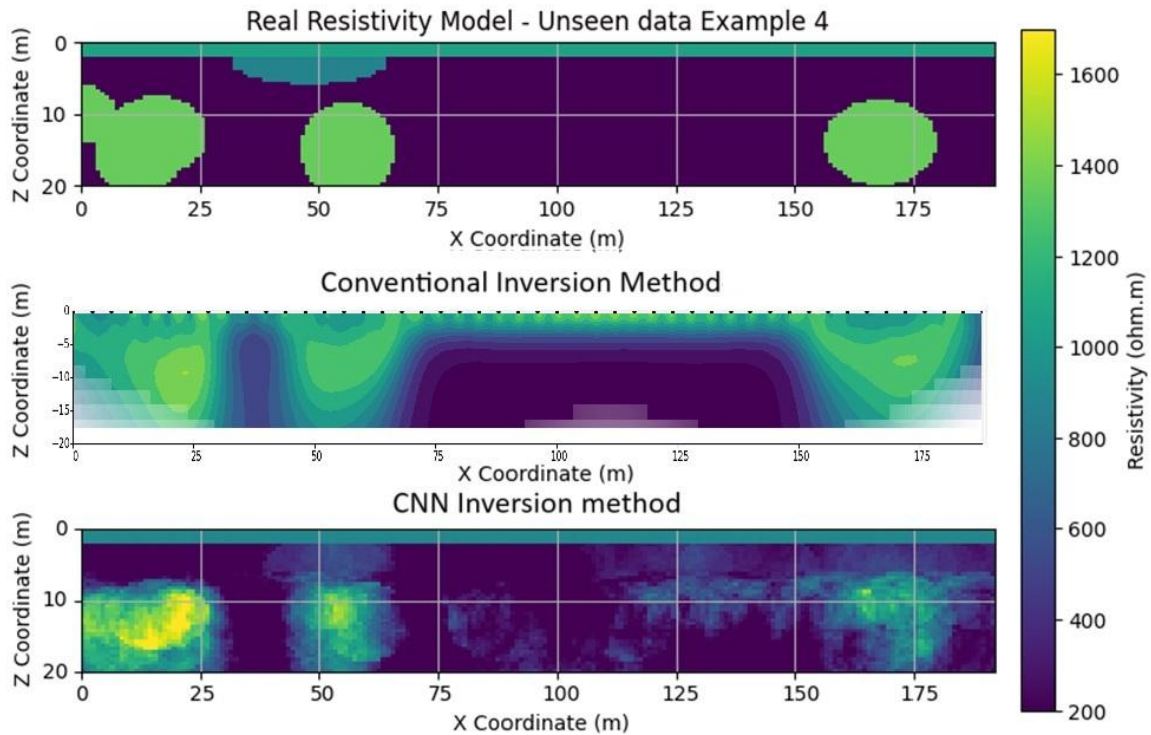 Real Resistivity Model - Unseen data Example 4
Z Coordinate (m)
0
10
20
0 25 50 75 100 125 150 175
X Coordinate (m)
Conventional Inversion Method
Z Coordinate (m)
0
-5
-10
-15
-20
0 25 50 75 100 125 150 175
X Coordinate (m)
CNN Inversion method
Z Coordinate (m)
0
10
20
0 25 50 75 100 125 150 175
X Coordinate (m)
1600
1400
1200
1000
800
600
400
200
Resistivity (ohm.m)